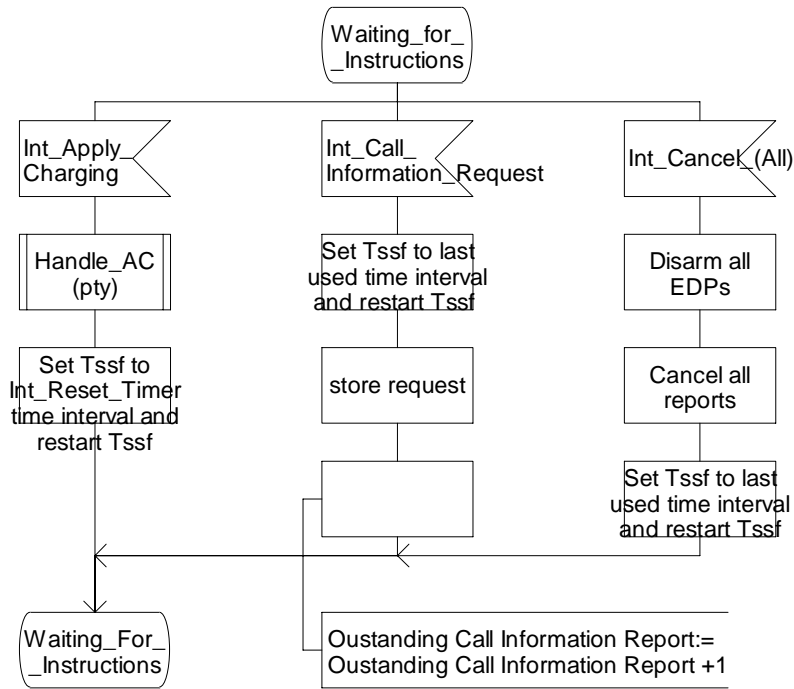 Waiting_for_
_Instructions
Int_Apply_
Charging
Int_Call_
Information_Request
Int_Cancel_(All)
Handle_AC
(pty)
Set Tssf to last
used time interval
and restart Tssf
Disarm all
EDPs
Set Tssf to
Int_Reset_Timer
time interval and
restart Tssf
store request
Cancel all
reports
Set Tssf to last
used time interval
and restart Tssf
Waiting_For_
_Instructions
Oustanding Call Information Report:=
Oustanding Call Information Report +1